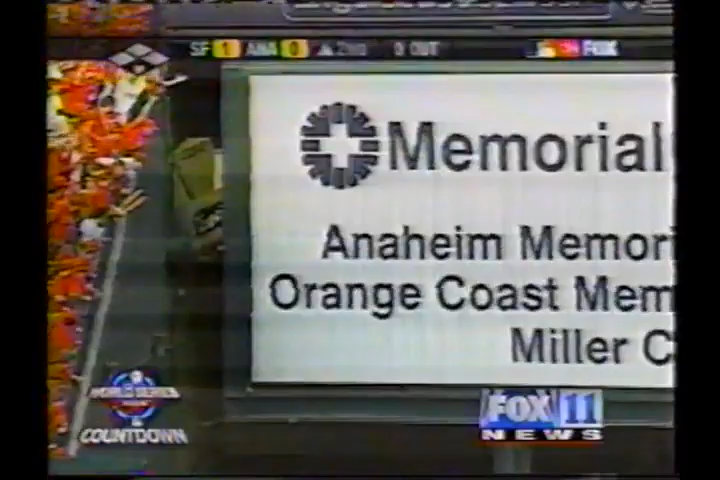 SF 1 ANA 0 2ND 0 OUT FOX
Memorial
Anaheim Memori
Orange Coast Mem
Miller C
WORLD SERIES
COUNTDOWN
FOX 11
NEWS